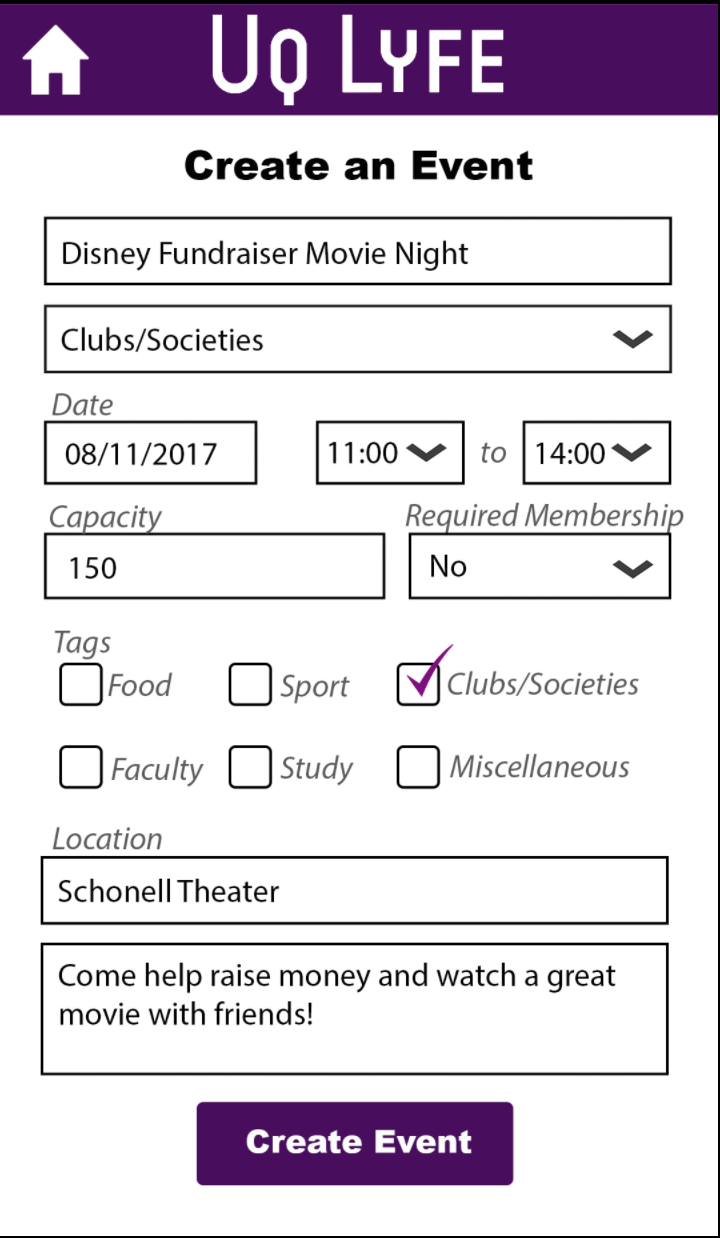 Uq Lyfe
Create an Event
Disney Fundraiser Movie Night
Clubs/Societies
Date
08/11/2017 11:00 to 14:00
Capacity Required Membership
150 No
Tags
Food Sport Clubs/Societies
Faculty Study Miscellaneous
Location
Schonell Theater
Come help raise money and watch a great
movie with friends!
Create Event